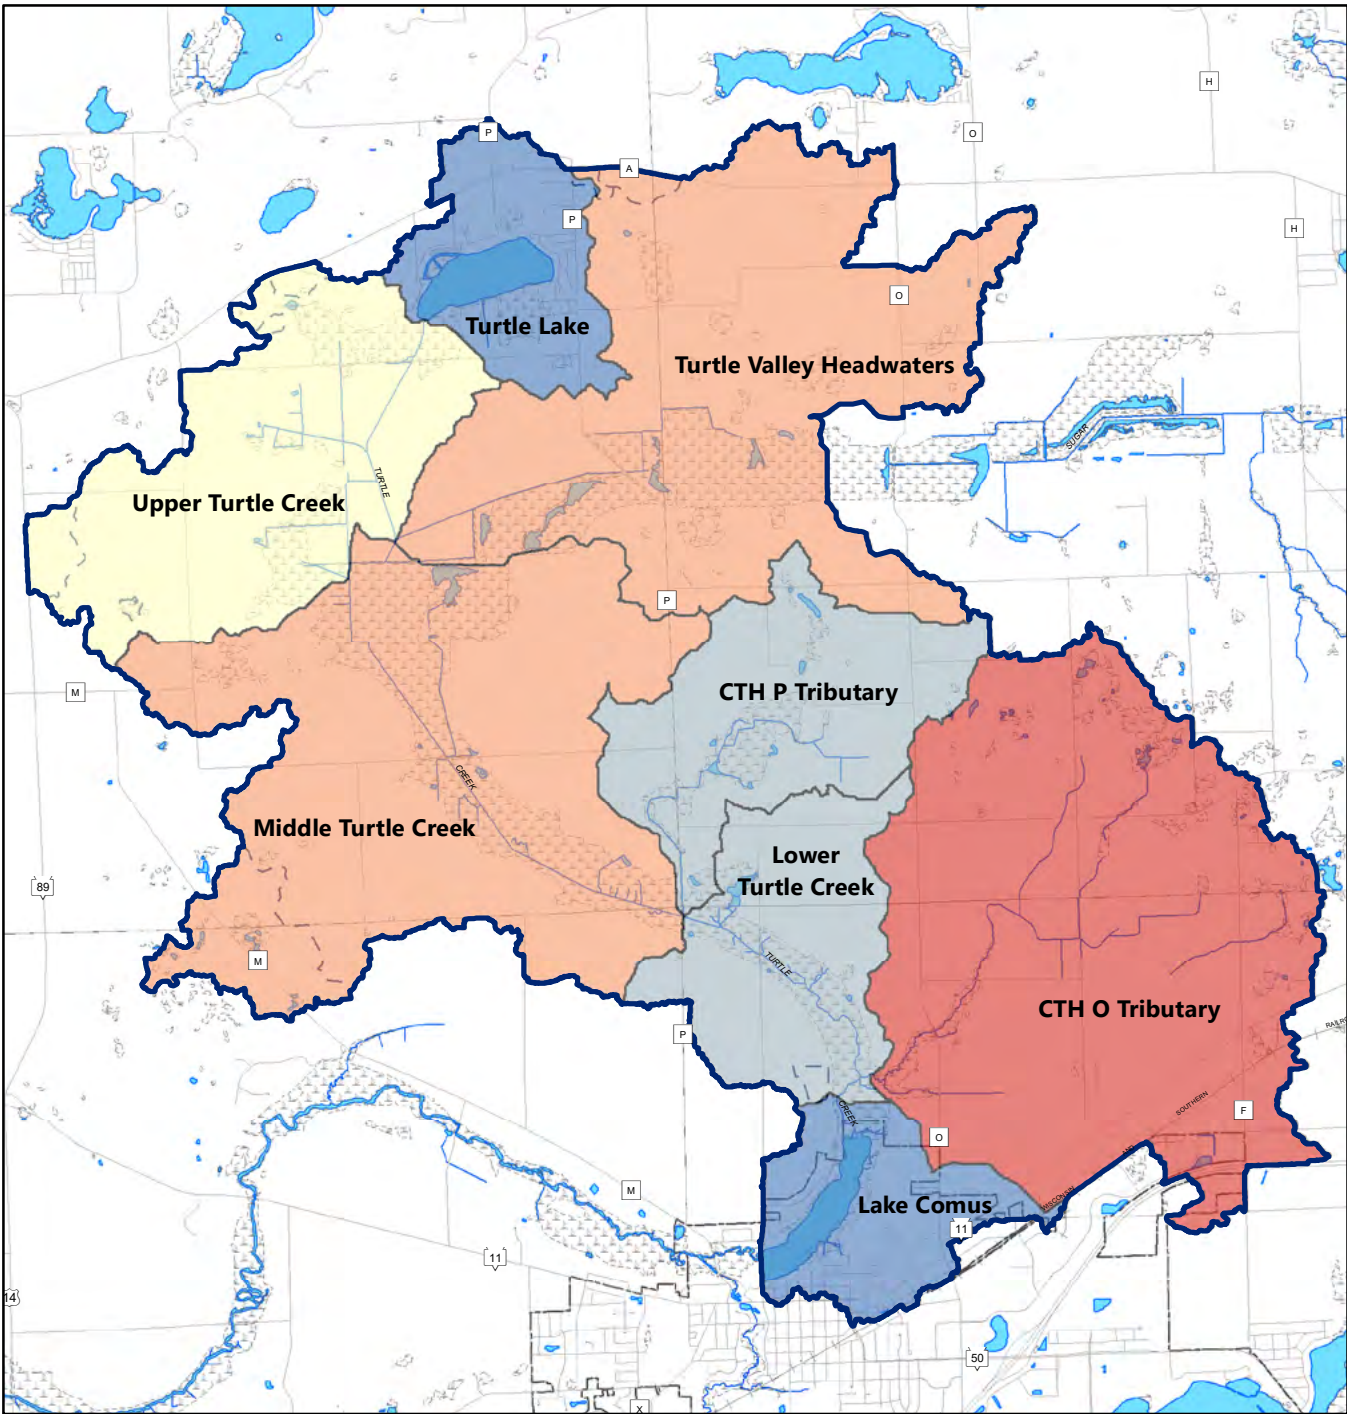 H
P
O
A
P
H
O
Turtle Lake
Turtle Valley Headwaters
SUGAR
TURTLE
Upper Turtle Creek
P
M
CTH P Tributary
CREEK
Middle Turtle Creek
Lower
Turtle Creek
89
M
TURTLE
CTH O Tributary
P
SOUTHERN
CREEK
F
O
M
WISCONSIN
Lake Comus
11
11
14
50
X